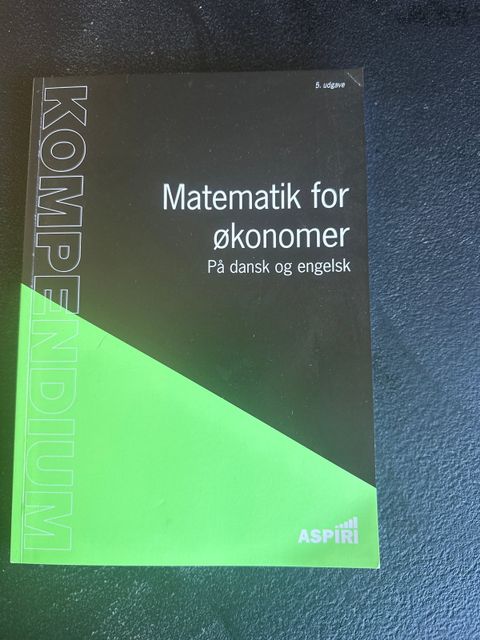 5. udgave
KOMPENDIUM
Matematik for
økonomer
På dansk og engelsk
ASPIRI